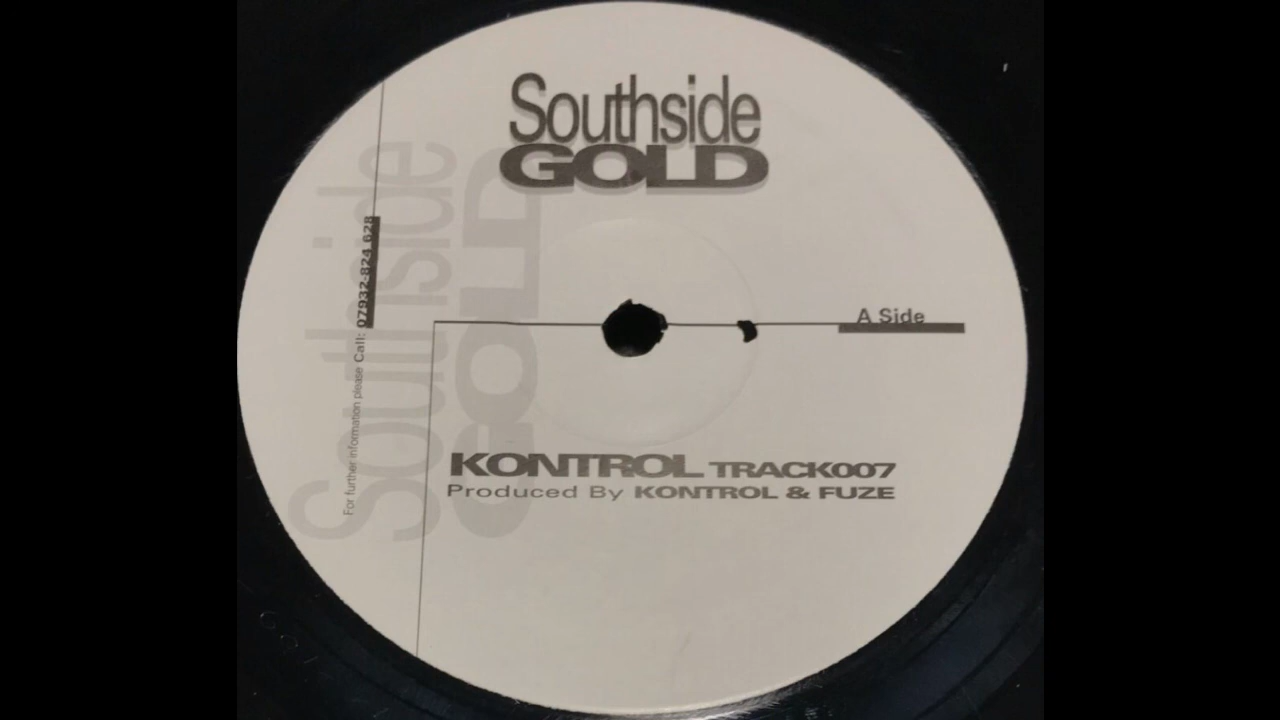 Southside
GOLD
Southside
GOLD
For further information please Call: 07932-824 628
A Side
KONTROL TRACK007
Produced By KONTROL & FUZE